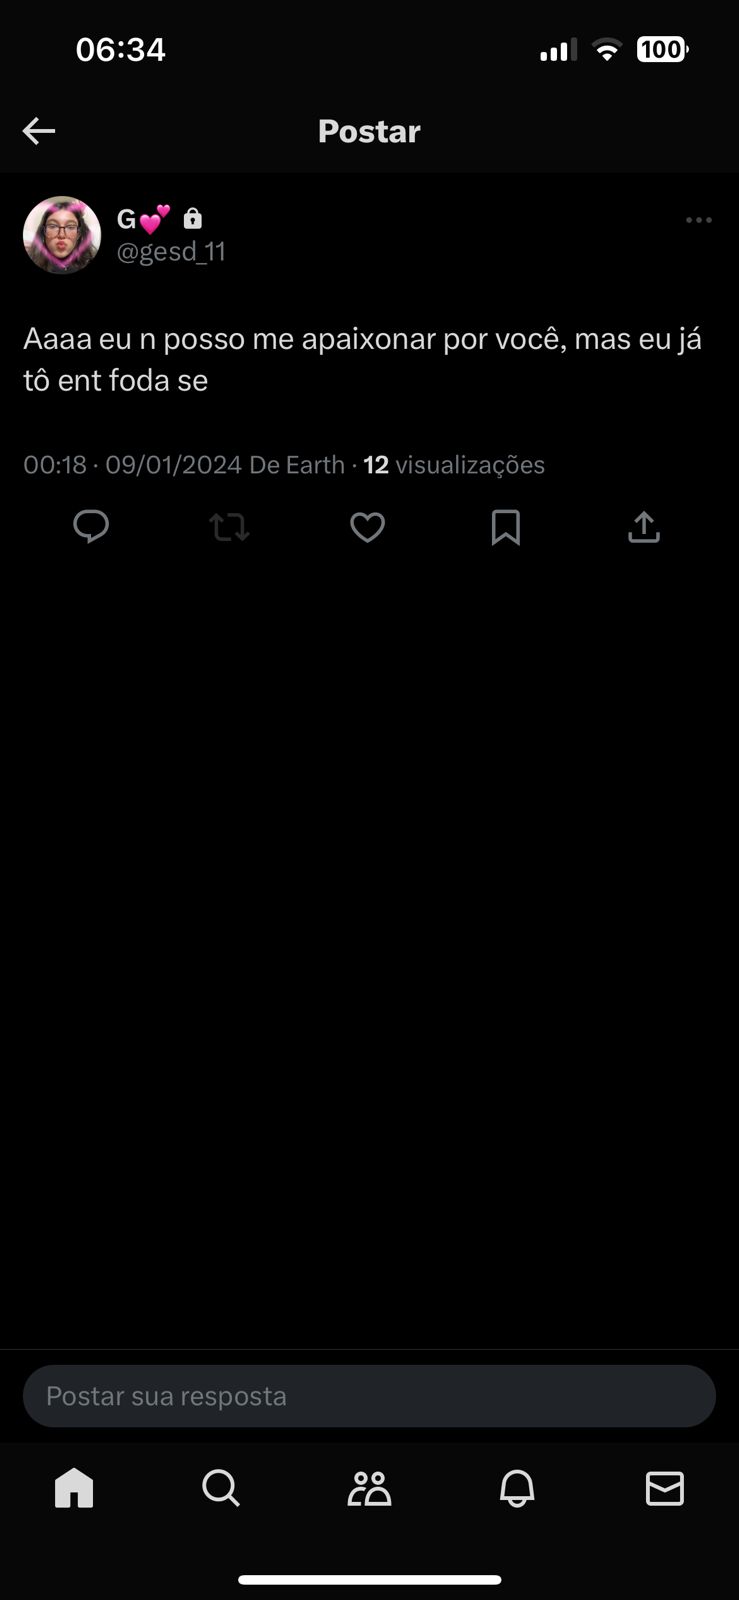 06:34
100
Postar
G💕
@gesd_11
Aaaa eu n posso me apaixonar por você, mas eu já
tô ent foda se
00:18 · 09/01/2024 De Earth · 12 visualizações
Postar sua resposta